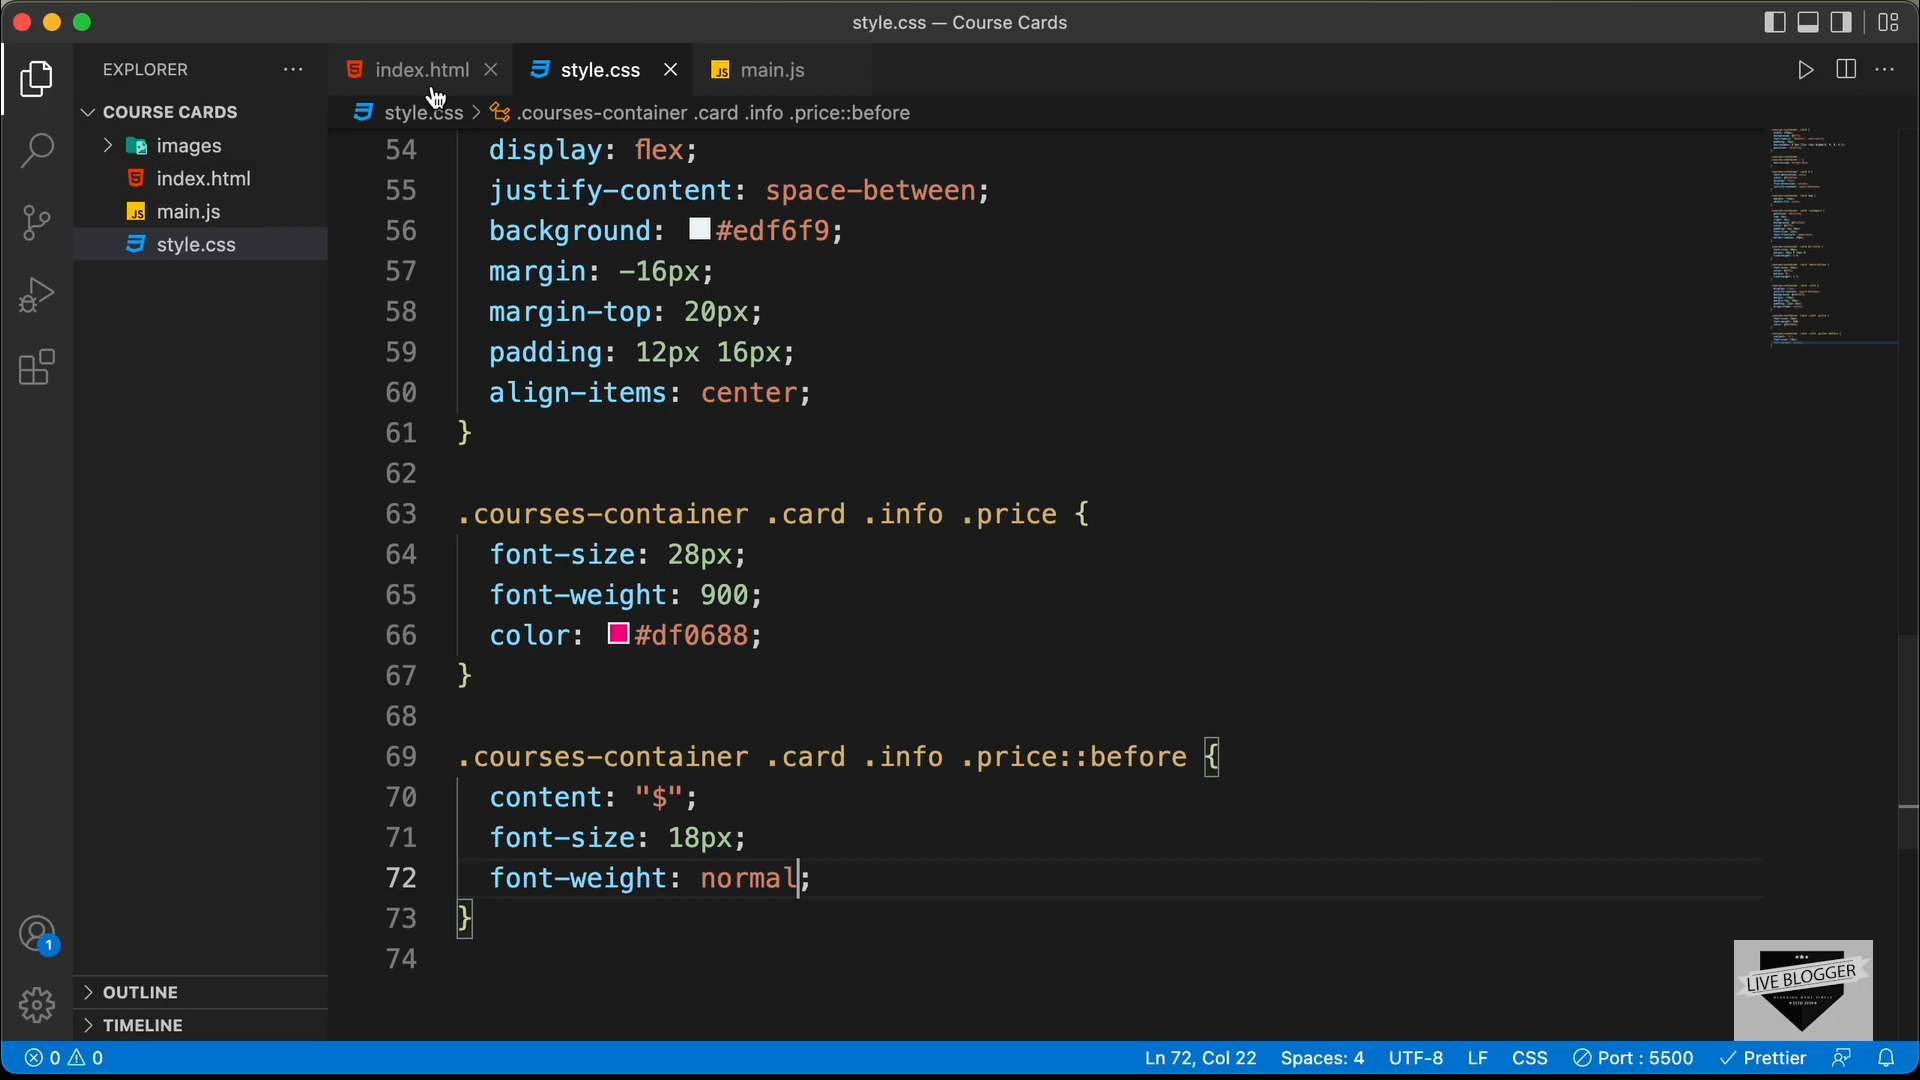 style.css — Course Cards
EXPLORER
index.html
style.css
JS main.js
COURSE CARDS
style.css > .courses-container .card .info .price::before
images
index.html
JS main.js
style.css
54 display: flex;
55 justify-content: space-between;
56 background: #edf6f9;
57 margin: -16px;
58 margin-top: 20px;
59 padding: 12px 16px;
60 align-items: center;
61 }
62
63 .courses-container .card .info .price {
64 font-size: 28px;
65 font-weight: 900;
66 color: #df0688;
67 }
68
69 .courses-container .card .info .price::before {
70 content: "$";
71 font-size: 18px;
72 font-weight: normal;
73 }
74
1
OUTLINE
TIMELINE
LIVE BLOGGER
0 0
Ln 72, Col 22
Spaces: 4
UTF-8
LF
CSS
Port : 5500
Prettier